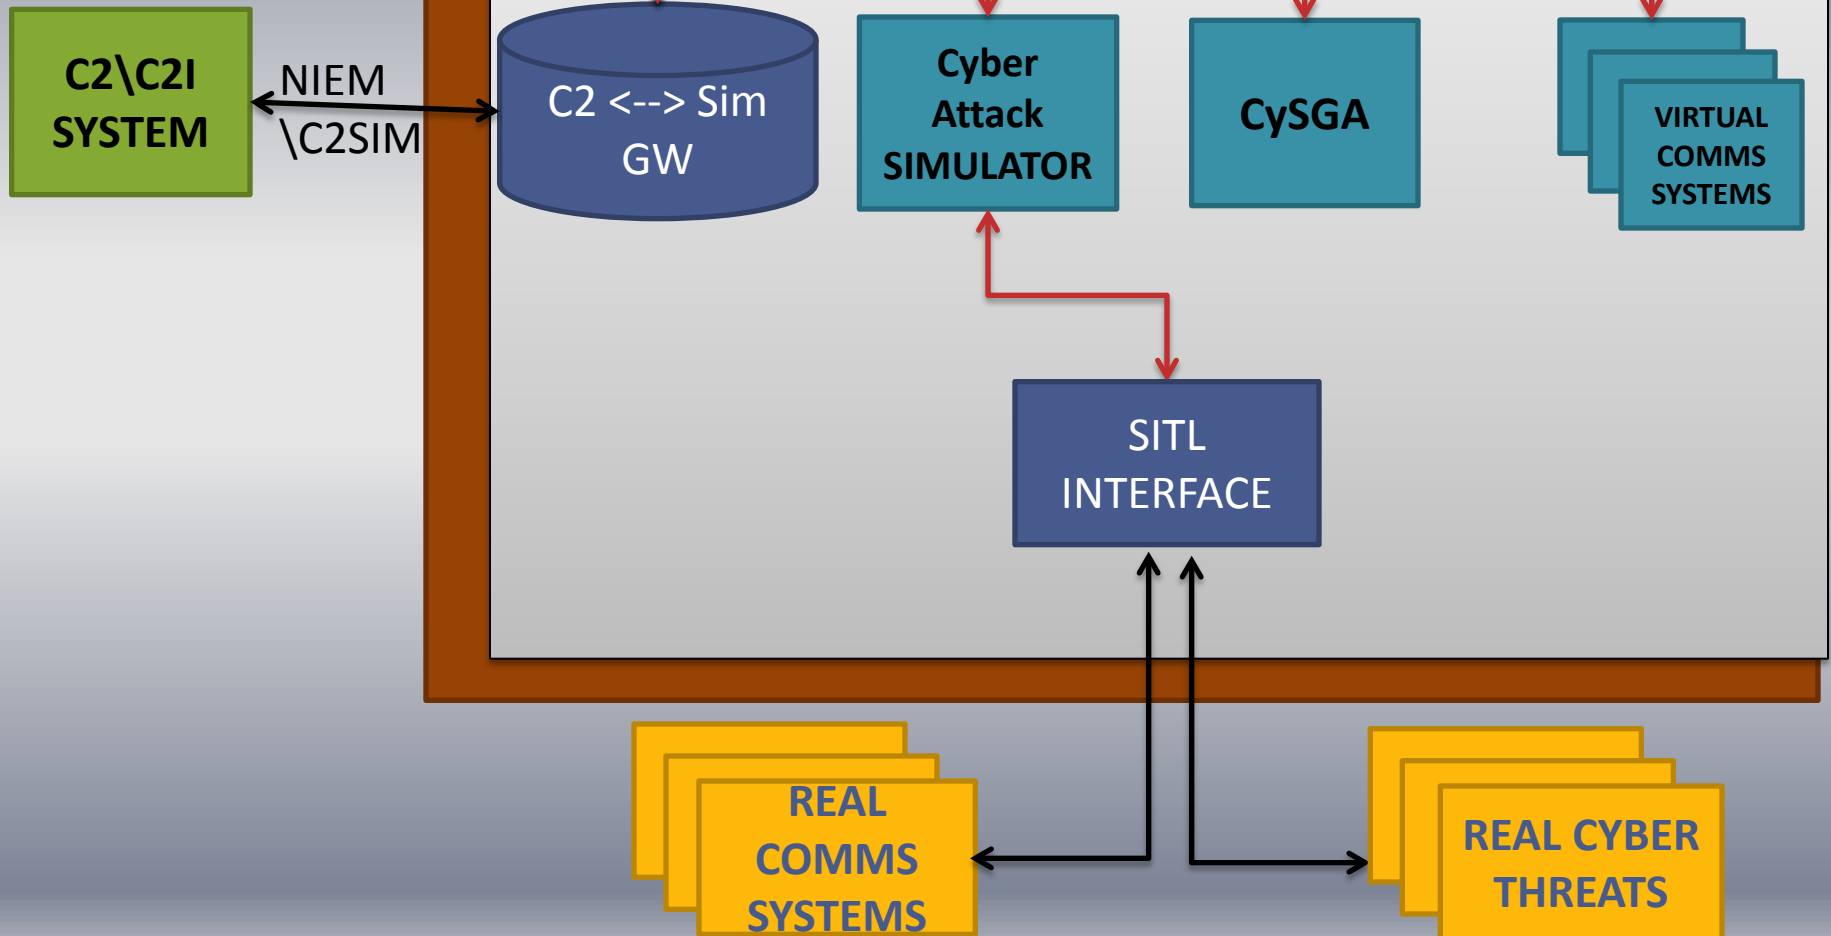 C2\C2I
SYSTEM
NIEM
\C2SIM
C2 <--> Sim
GW
Cyber
Attack
SIMULATOR
CySGA
VIRTUAL
COMMS
SYSTEMS
SITL
INTERFACE
REAL
COMMS
SYSTEMS
REAL CYBER
THREATS